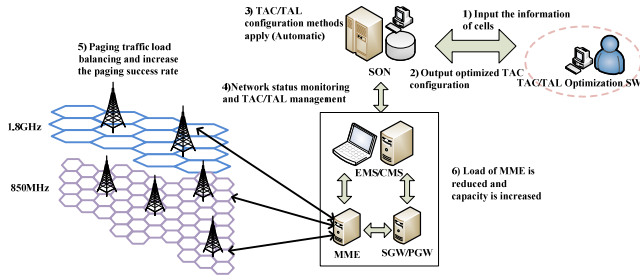 3) TAC/TAL
configuration methods
apply (Automatic)
1) Input the information
of cells
5) Paging traffic load
balancing and increase
the paging success rate
SON
2) Output optimized TAC
configuration
TAC/TAL Optimization SW
4)Network status monitoring
and TAC/TAL management
1.8GHz
850MHz
EMS/CMS
6) Load of MME is
reduced and
capacity is increased
MME
SGW/PGW